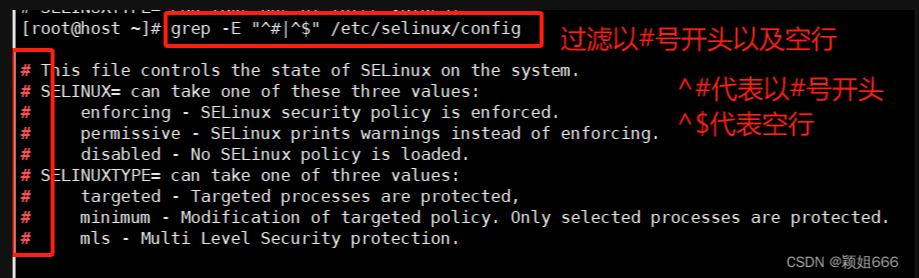 [root@host ~]# grep -E "^#|^$" /etc/selinux/config
过滤以#号开头以及空行
# This file controls the state of SELinux on the system.
# SELINUX= can take one of these three values:
^#代表以#号开头
#     enforcing - SELinux security policy is enforced.
^$代表空行
#     permissive - SELinux prints warnings instead of enforcing.
#     disabled - No SELinux policy is loaded.
# SELINUXTYPE= can take one of three values:
#     targeted - Targeted processes are protected,
#     minimum - Modification of targeted policy. Only selected processes are protected.
#     mls - Multi Level Security protection.
CSDN @颖姐666